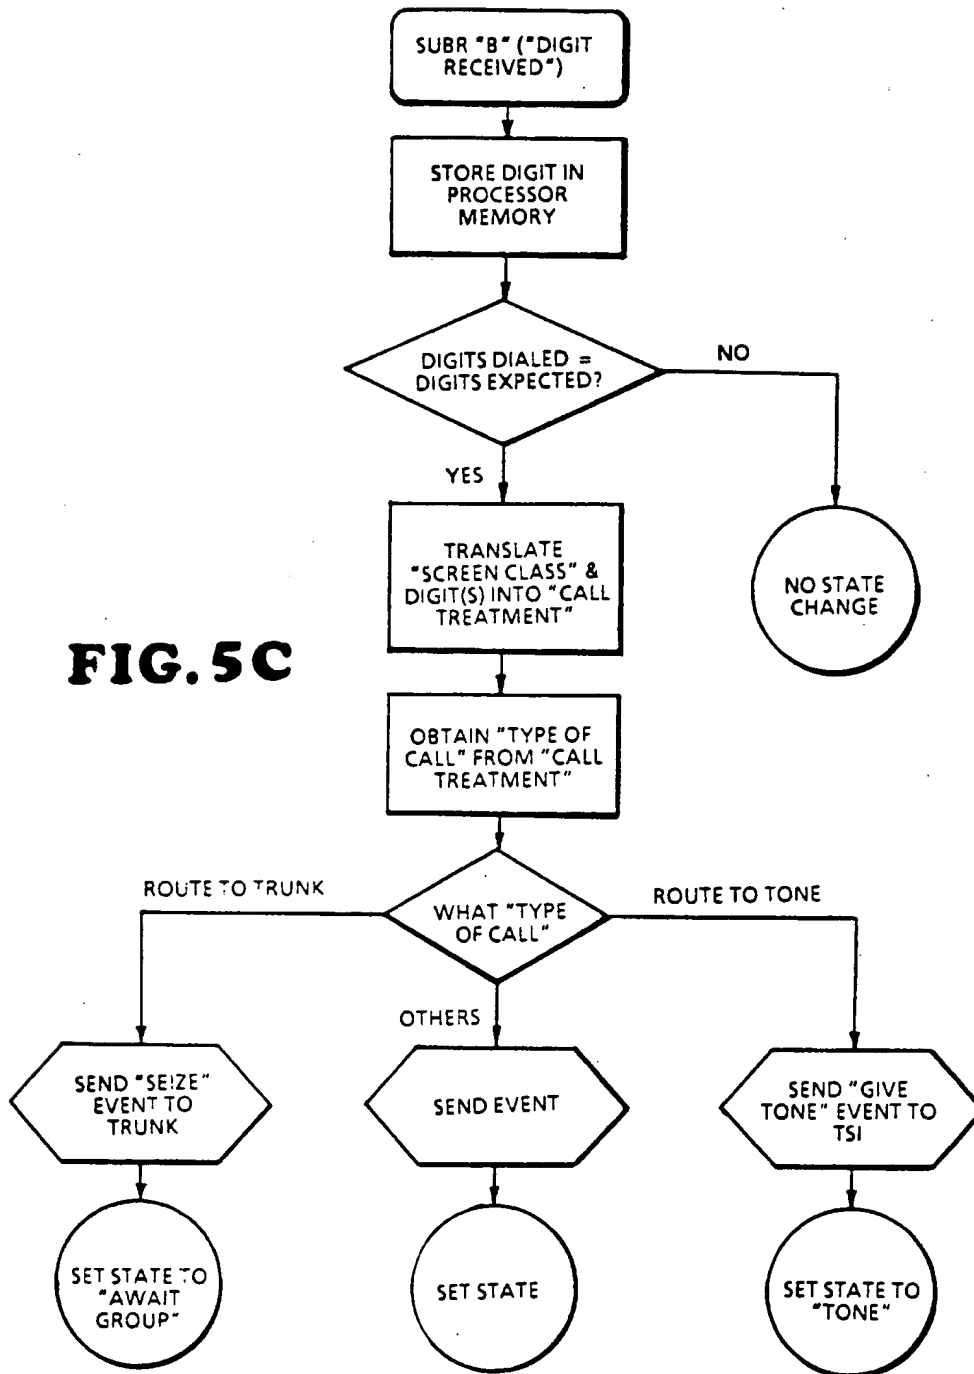 SUBR "B" ("DIGIT
RECEIVED")
STORE DIGIT IN
PROCESSOR
MEMORY
DIGITS DIALED =
DIGITS EXPECTED?
NO
YES
TRANSLATE
"SCREEN CLASS" &
DIGIT(S) INTO "CALL
TREATMENT"
NO STATE
CHANGE
FIG. 5C
OBTAIN "TYPE OF
CALL" FROM "CALL
TREATMENT"
ROUTE TO TRUNK
WHAT "TYPE
OF CALL"
ROUTE TO TONE
OTHERS
SEND "SEIZE"
EVENT TO
TRUNK
SEND EVENT
SEND "GIVE
TONE" EVENT TO
TSI
SET STATE TO
"AWAIT
GROUP"
SET STATE
SET STATE TO
"TONE"